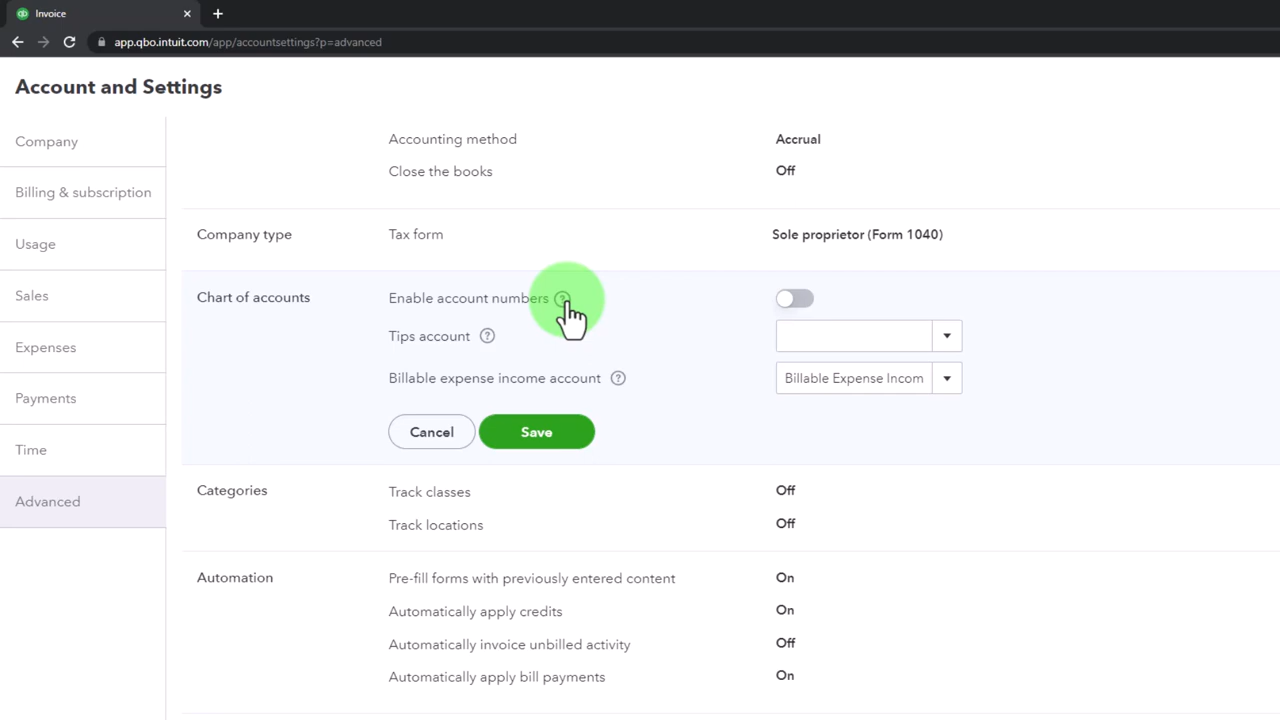 Invoice
app.qbo.intuit.com/app/accountsettings?p=advanced
Account and Settings
Company
Billing & subscription
Usage
Sales
Expenses
Payments
Time
Advanced
Accounting method Accrual
Close the books Off
Company type Tax form Sole proprietor (Form 1040)
Chart of accounts Enable account numbers ?
Tips account ?
Billable expense income account ? Billable Expense Incom
Cancel Save
Categories Track classes Off
Track locations Off
Automation Pre-fill forms with previously entered content On
Automatically apply credits On
Automatically invoice unbilled activity Off
Automatically apply bill payments On